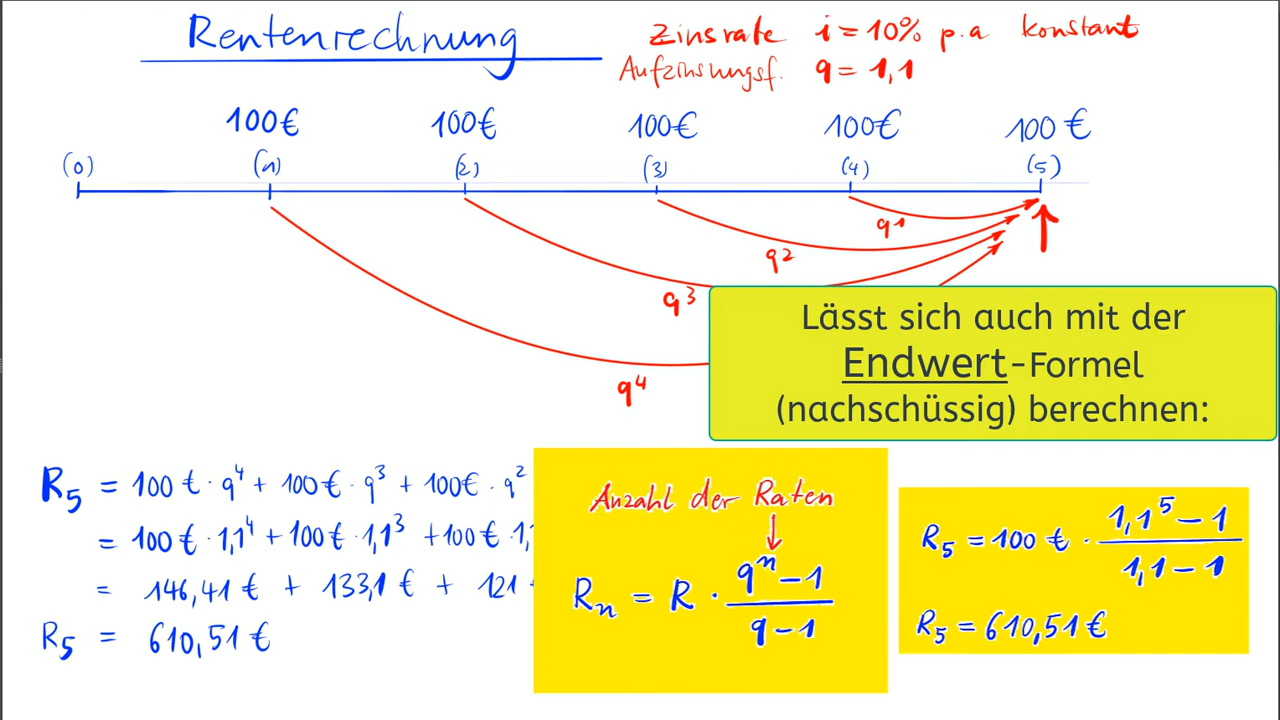 Rentenrechnung
Zinsrate i = 10% p.a konstant
Aufzinsungsf. q = 1,1
100€ 100€ 100€ 100€ 100 €
(0) (1) (2) (3) (4) (5)
q1
q2
q3
q4
Lässt sich auch mit der
Endwert-Formel
(nachschüssig) berechnen:
R5 = 100 € · q⁴ + 100 € · q³ + 100€ · q²
= 100 € · 1,1⁴ + 100 € · 1,1³ + 100 € · 1,
= 146,41 € + 133,1 € + 121
R5 = 610,51 €
Anzahl der Raten
↓
Rn = R · (qⁿ – 1) / (q – 1)
R5 = 100 € · (1,1⁵ – 1) / (1,1 – 1)
R5 = 610,51 €